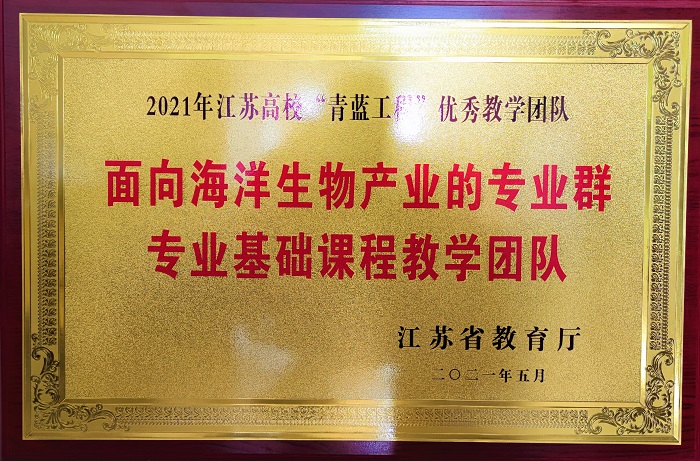 2021年江苏高校“青蓝工程”优秀教学团队
面向海洋生物产业的专业群
专业基础课程教学团队
江苏省教育厅
二〇二一年五月